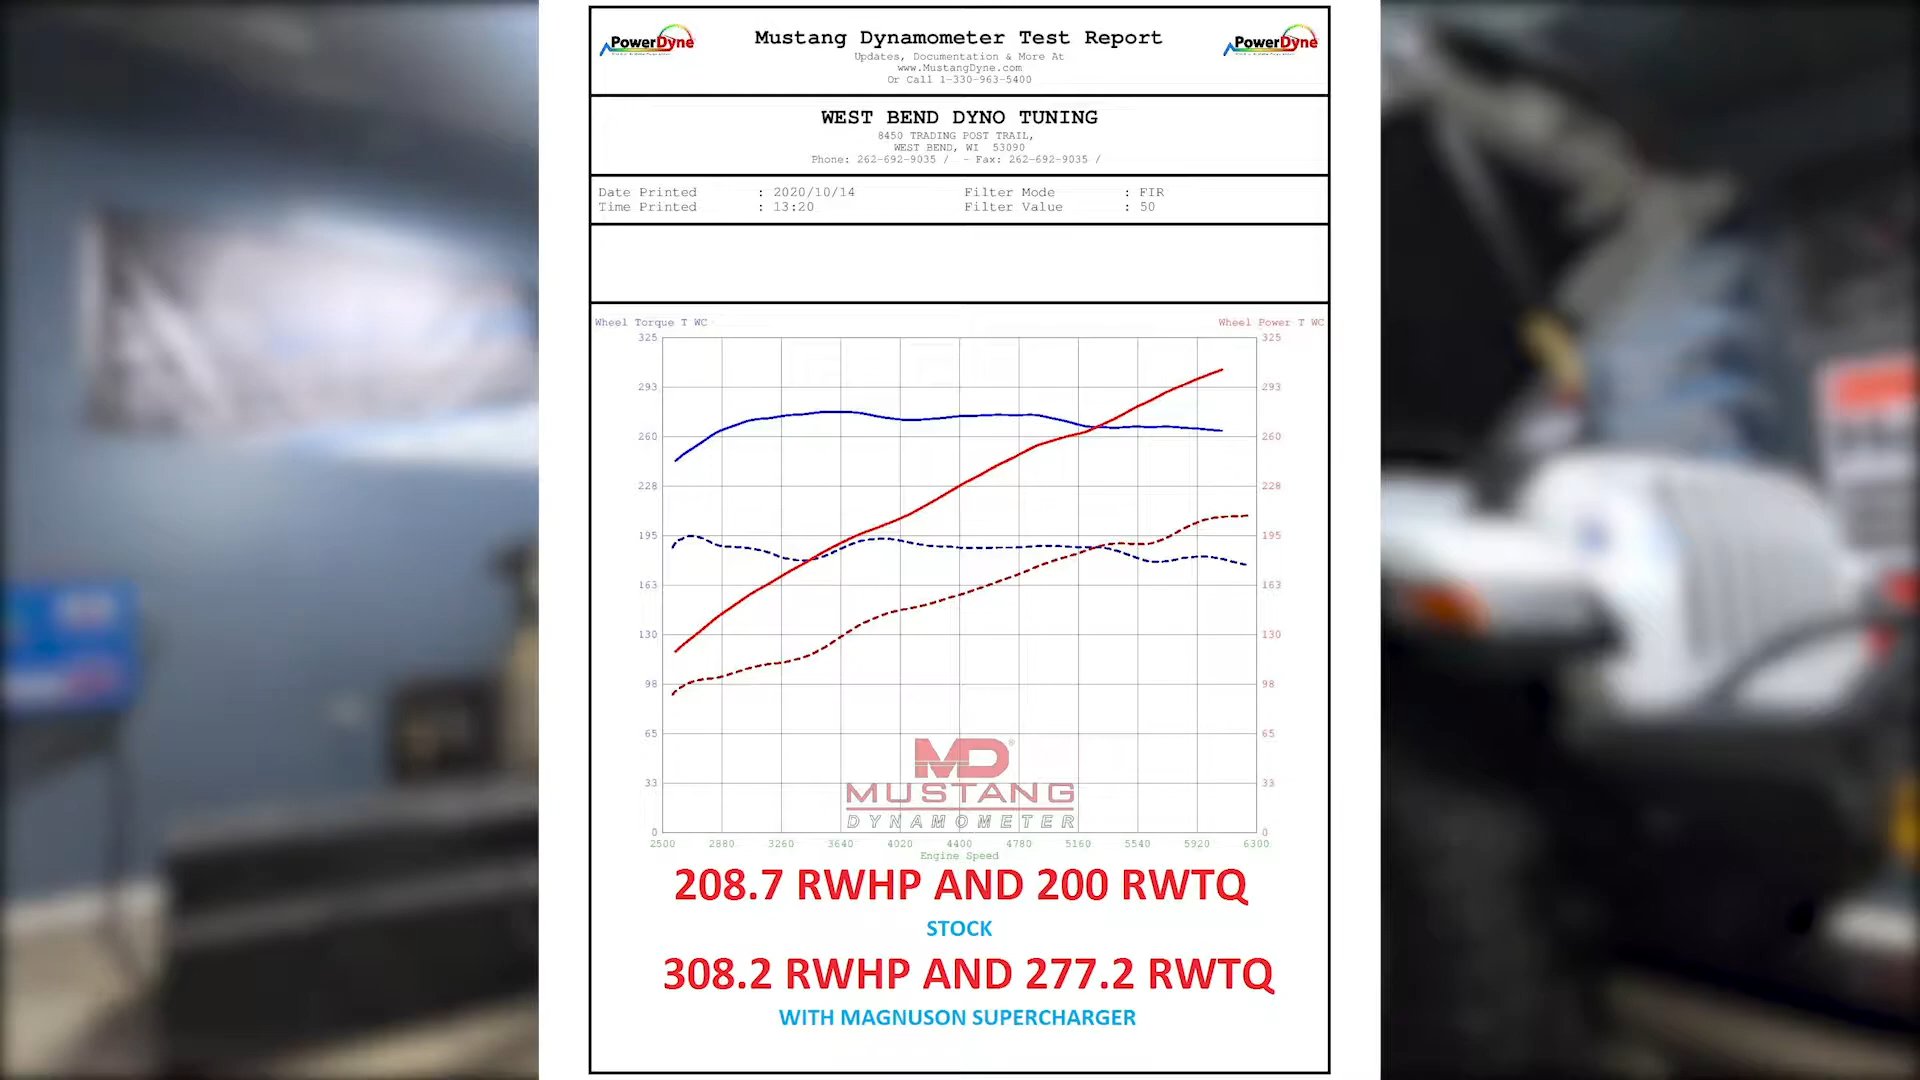 PowerDyne
Mustang Dynamometer Test Report
PowerDyne
Updates, Documentation & More At
www.MustangDyne.com
Or Call 1-330-963-5400
WEST BEND DYNO TUNING
8450 TRADING POST TRAIL,
WEST BEND, WI 53090
Phone: 262-692-9035 / - Fax: 262-692-9035 /
Date Printed : 2020/10/14 Filter Mode : FIR
Time Printed : 13:20 Filter Value : 50
Wheel Torque T WC Wheel Power T WC
325 325
293 293
260 260
228 228
195 195
163 163
130 130
98 98
65 65
MD®
33 33
MUSTANG
DYNAMOMETER
0 0
2500 2880 3260 3640 4020 4400 4780 5160 5540 5920 6300
Engine Speed
208.7 RWHP AND 200 RWTQ
STOCK
308.2 RWHP AND 277.2 RWTQ
WITH MAGNUSON SUPERCHARGER